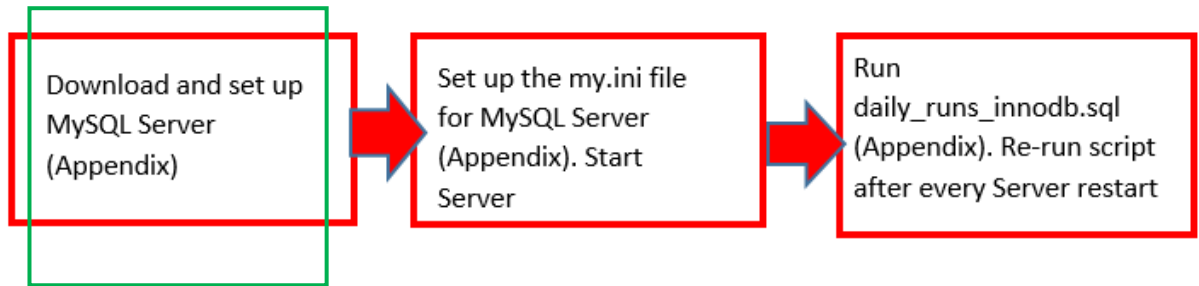 Download and set up
MySQL Server
(Appendix)
Set up the my.ini file
for MySQL Server
(Appendix). Start
Server
Run
daily_runs_innodb.sql
(Appendix). Re-run script
after every Server restart